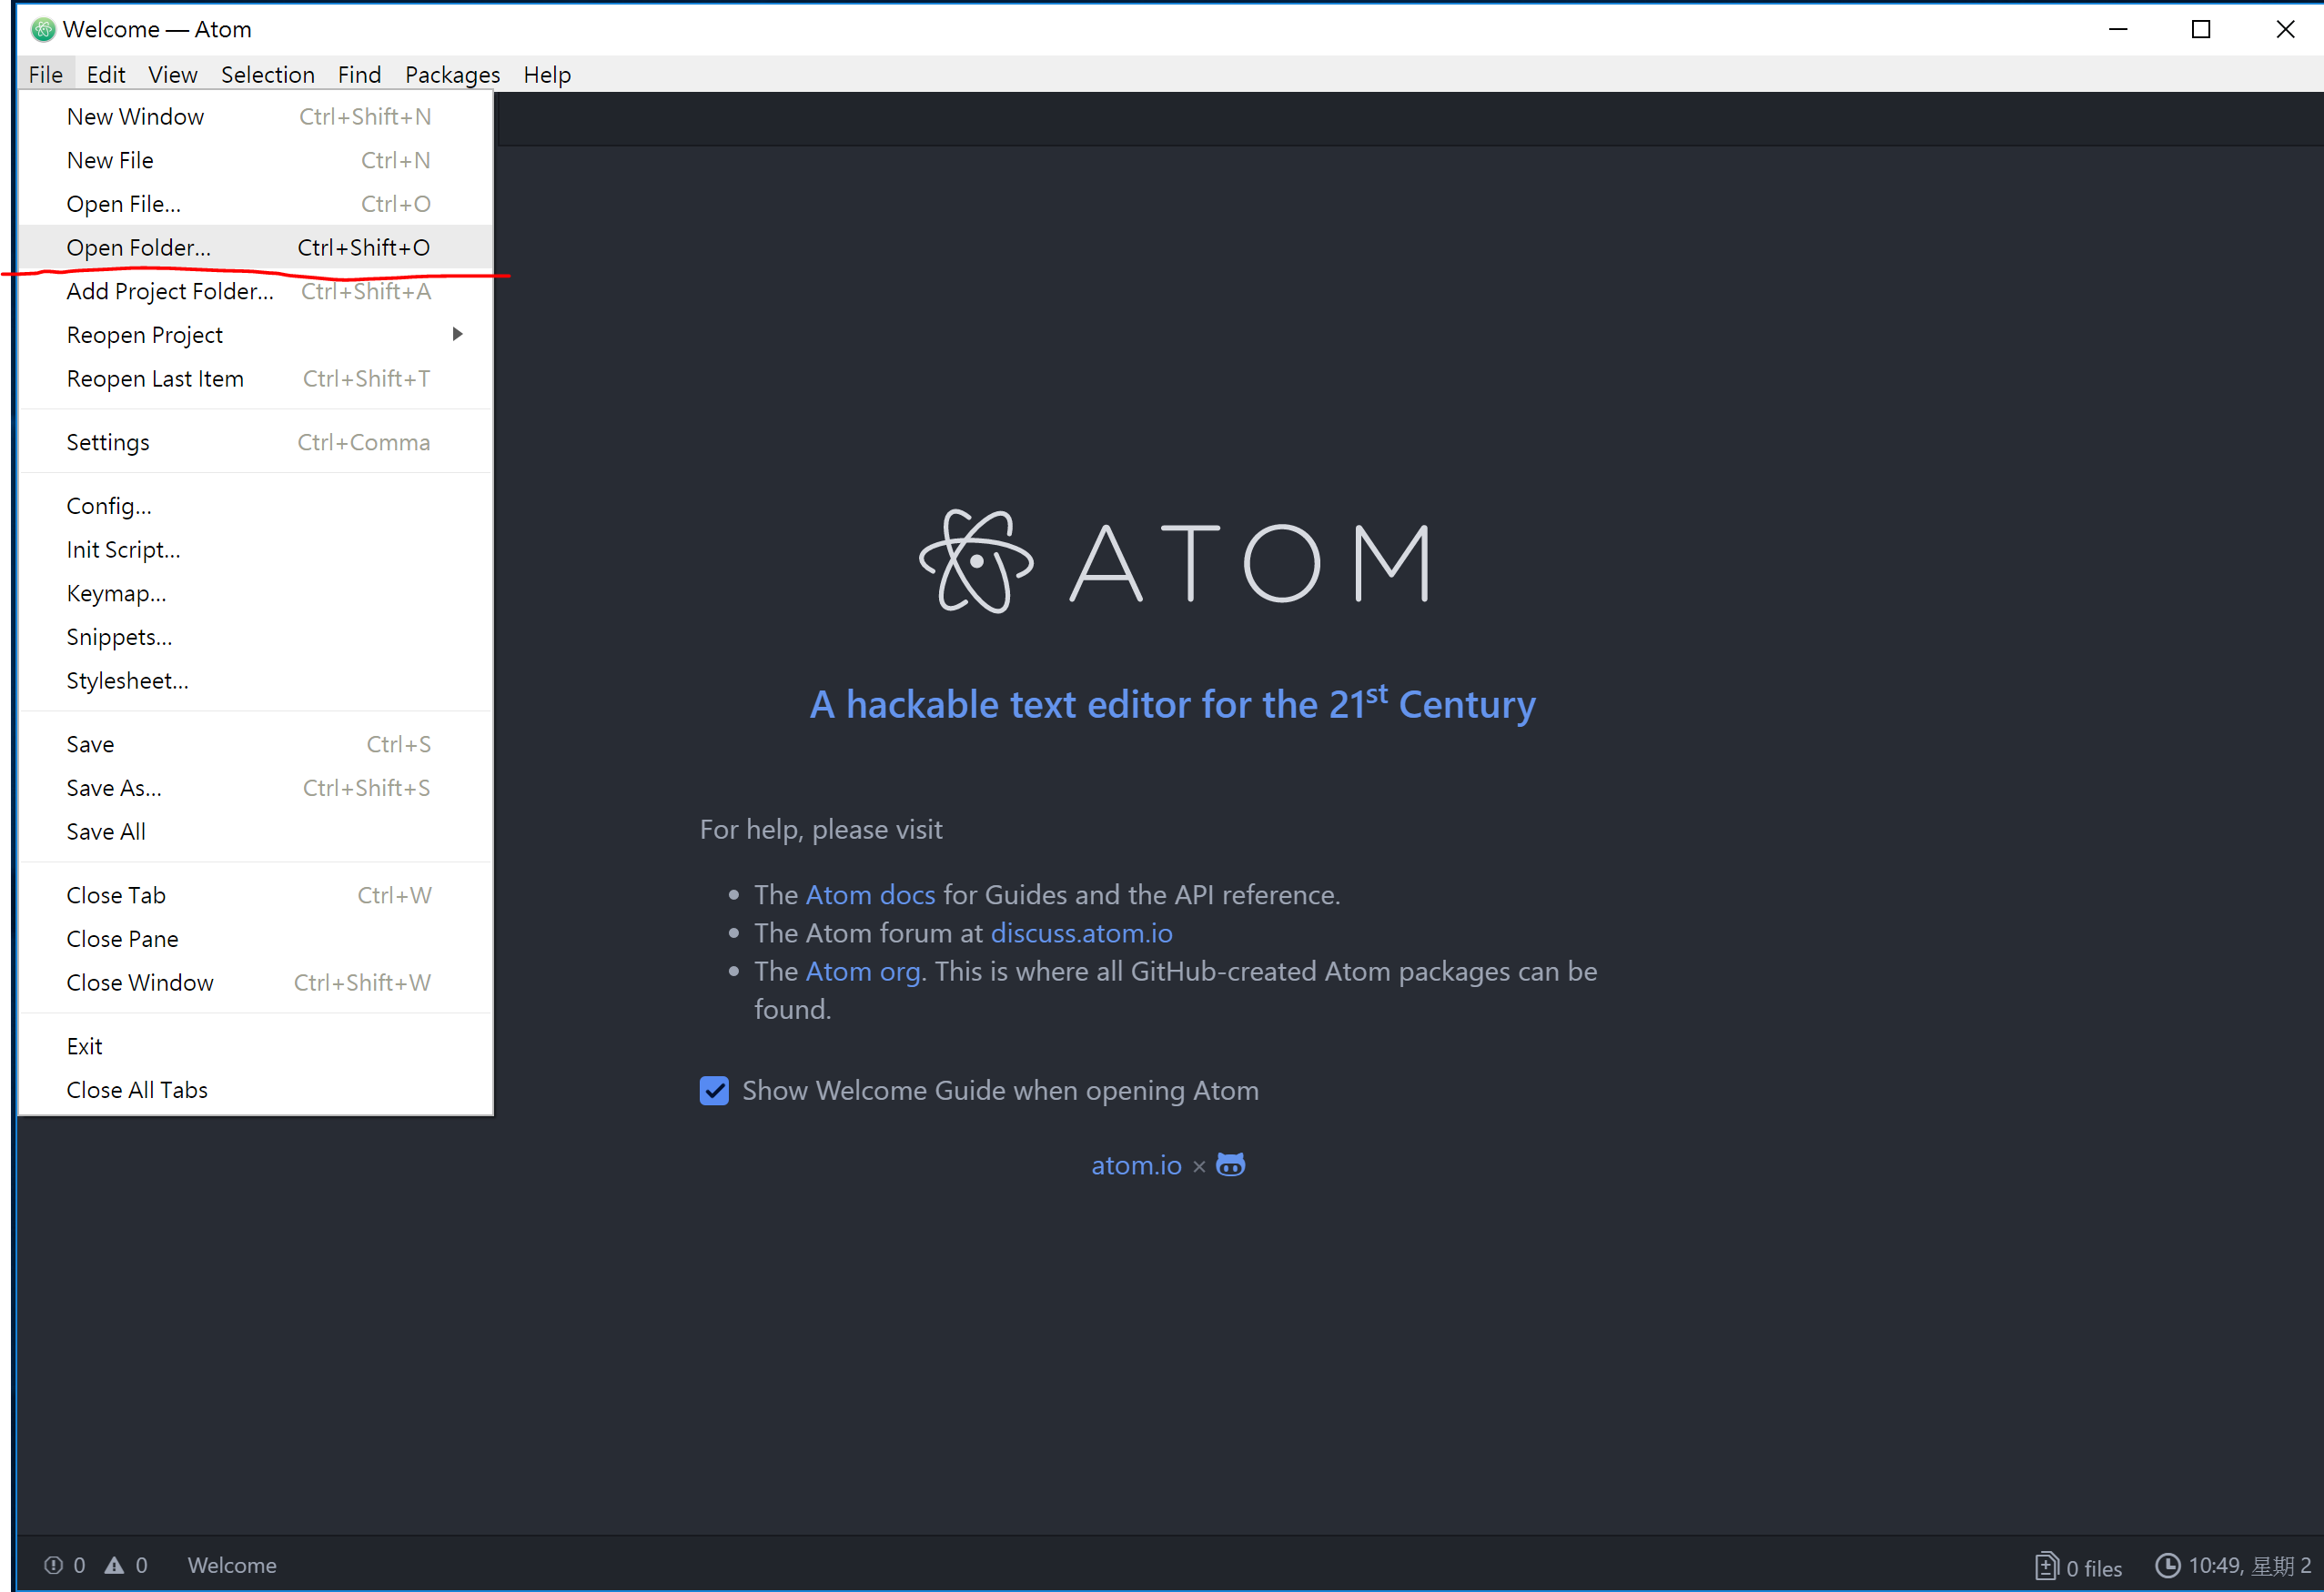 Welcome — Atom
File Edit View Selection Find Packages Help
New Window Ctrl+Shift+N
New File Ctrl+N
Open File... Ctrl+O
Open Folder... Ctrl+Shift+O
Add Project Folder... Ctrl+Shift+A
Reopen Project
Reopen Last Item Ctrl+Shift+T
Settings Ctrl+Comma
Config...
Init Script...
Keymap...
Snippets...
Stylesheet...
Save Ctrl+S
Save As... Ctrl+Shift+S
Save All
Close Tab Ctrl+W
Close Pane
Close Window Ctrl+Shift+W
Exit
Close All Tabs
ATOM
A hackable text editor for the 21st Century
For help, please visit
• The Atom docs for Guides and the API reference.
• The Atom forum at discuss.atom.io
• The Atom org. This is where all GitHub-created Atom packages can be
found.
Show Welcome Guide when opening Atom
atom.io ×
0 0 Welcome 0 files 10:49, 星期 2